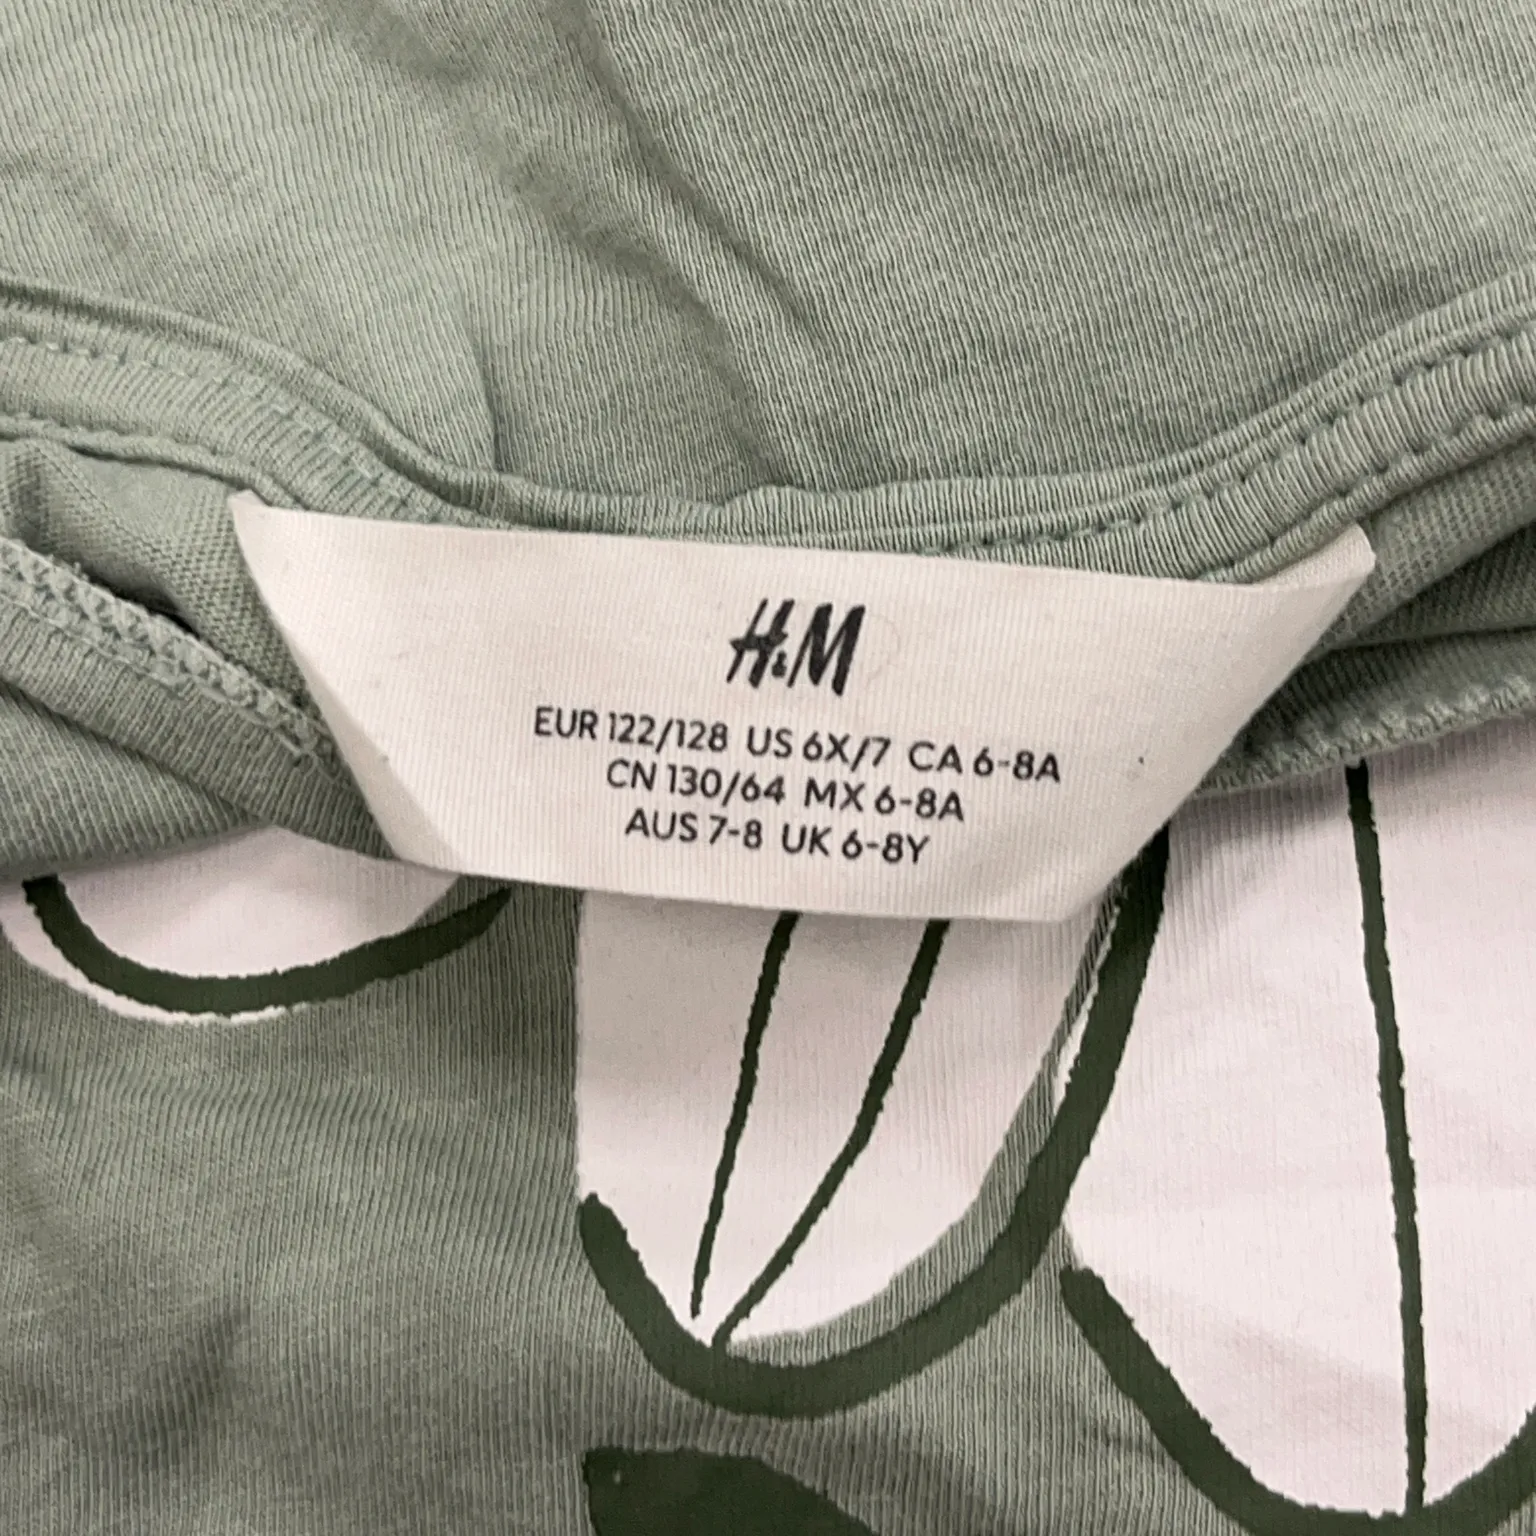 H&M
EUR 122/128 US 6X/7 CA 6-8A
CN 130/64 MX 6-8A
AUS 7-8 UK 6-8Y